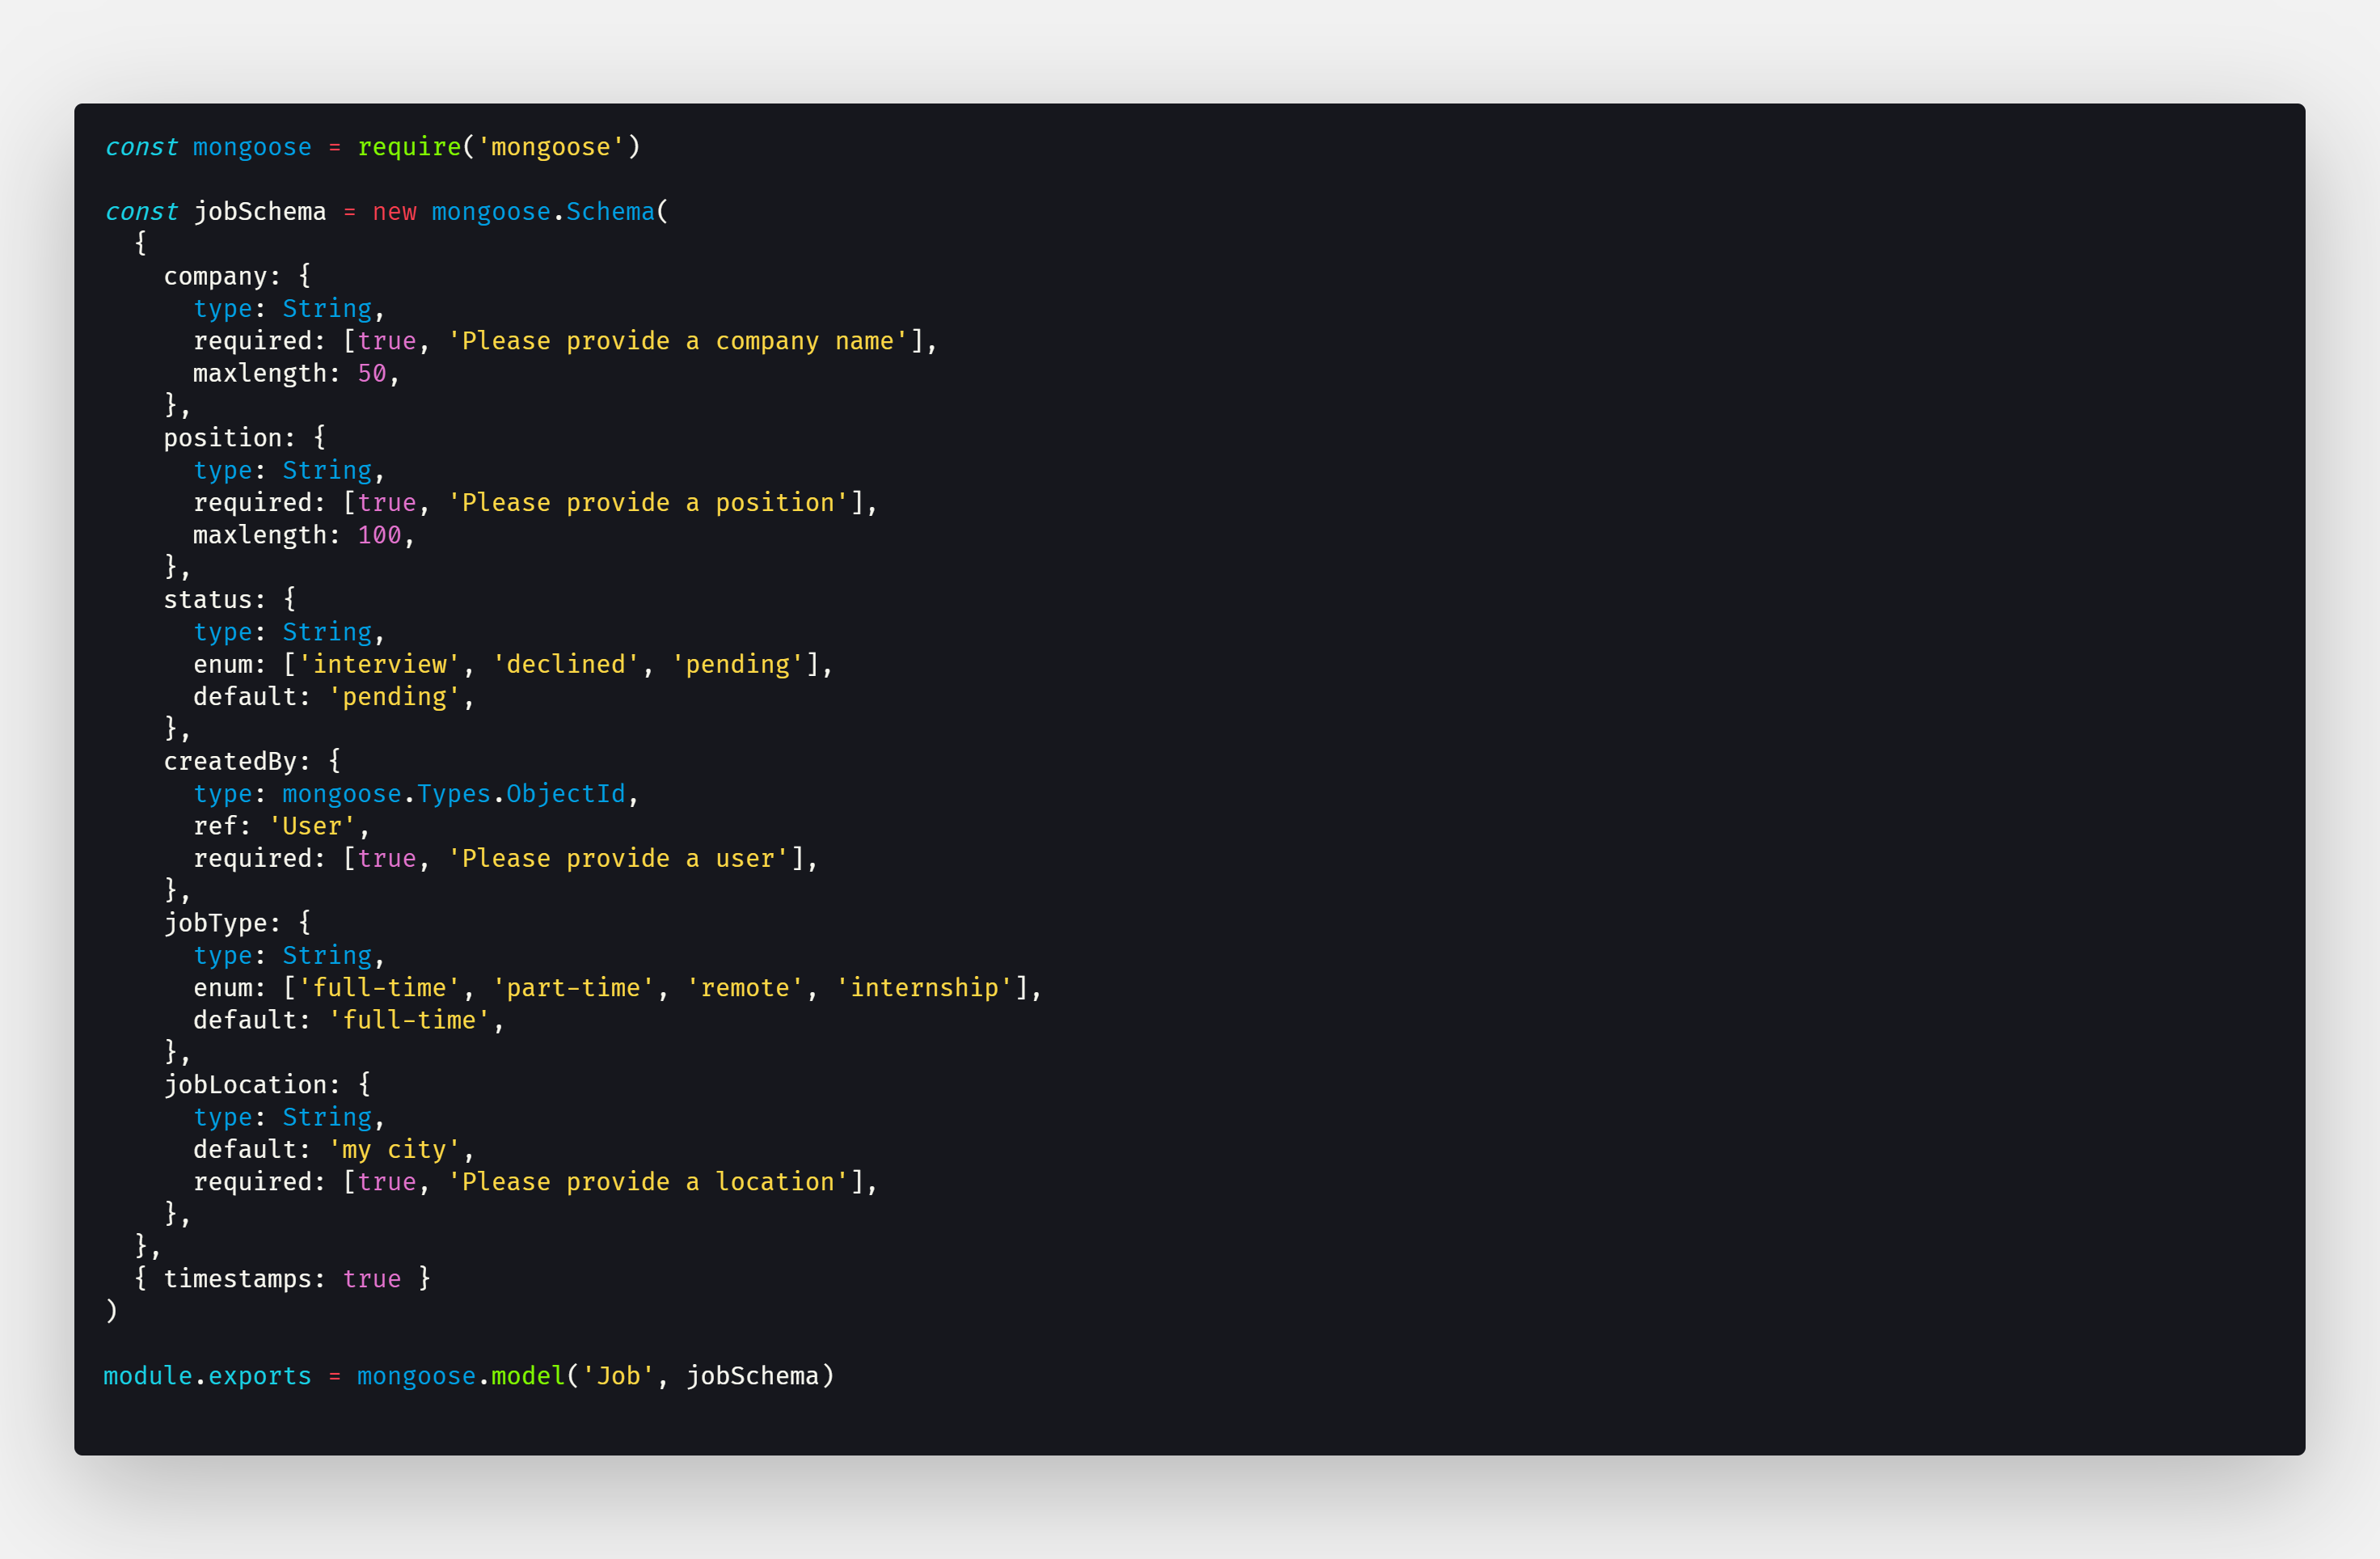 const mongoose = require('mongoose')

const jobSchema = new mongoose.Schema(
  {
    company: {
      type: String,
      required: [true, 'Please provide a company name'],
      maxlength: 50,
    },
    position: {
      type: String,
      required: [true, 'Please provide a position'],
      maxlength: 100,
    },
    status: {
      type: String,
      enum: ['interview', 'declined', 'pending'],
      default: 'pending',
    },
    createdBy: {
      type: mongoose.Types.ObjectId,
      ref: 'User',
      required: [true, 'Please provide a user'],
    },
    jobType: {
      type: String,
      enum: ['full-time', 'part-time', 'remote', 'internship'],
      default: 'full-time',
    },
    jobLocation: {
      type: String,
      default: 'my city',
      required: [true, 'Please provide a location'],
    },
  },
  { timestamps: true }
)

module.exports = mongoose.model('Job', jobSchema)